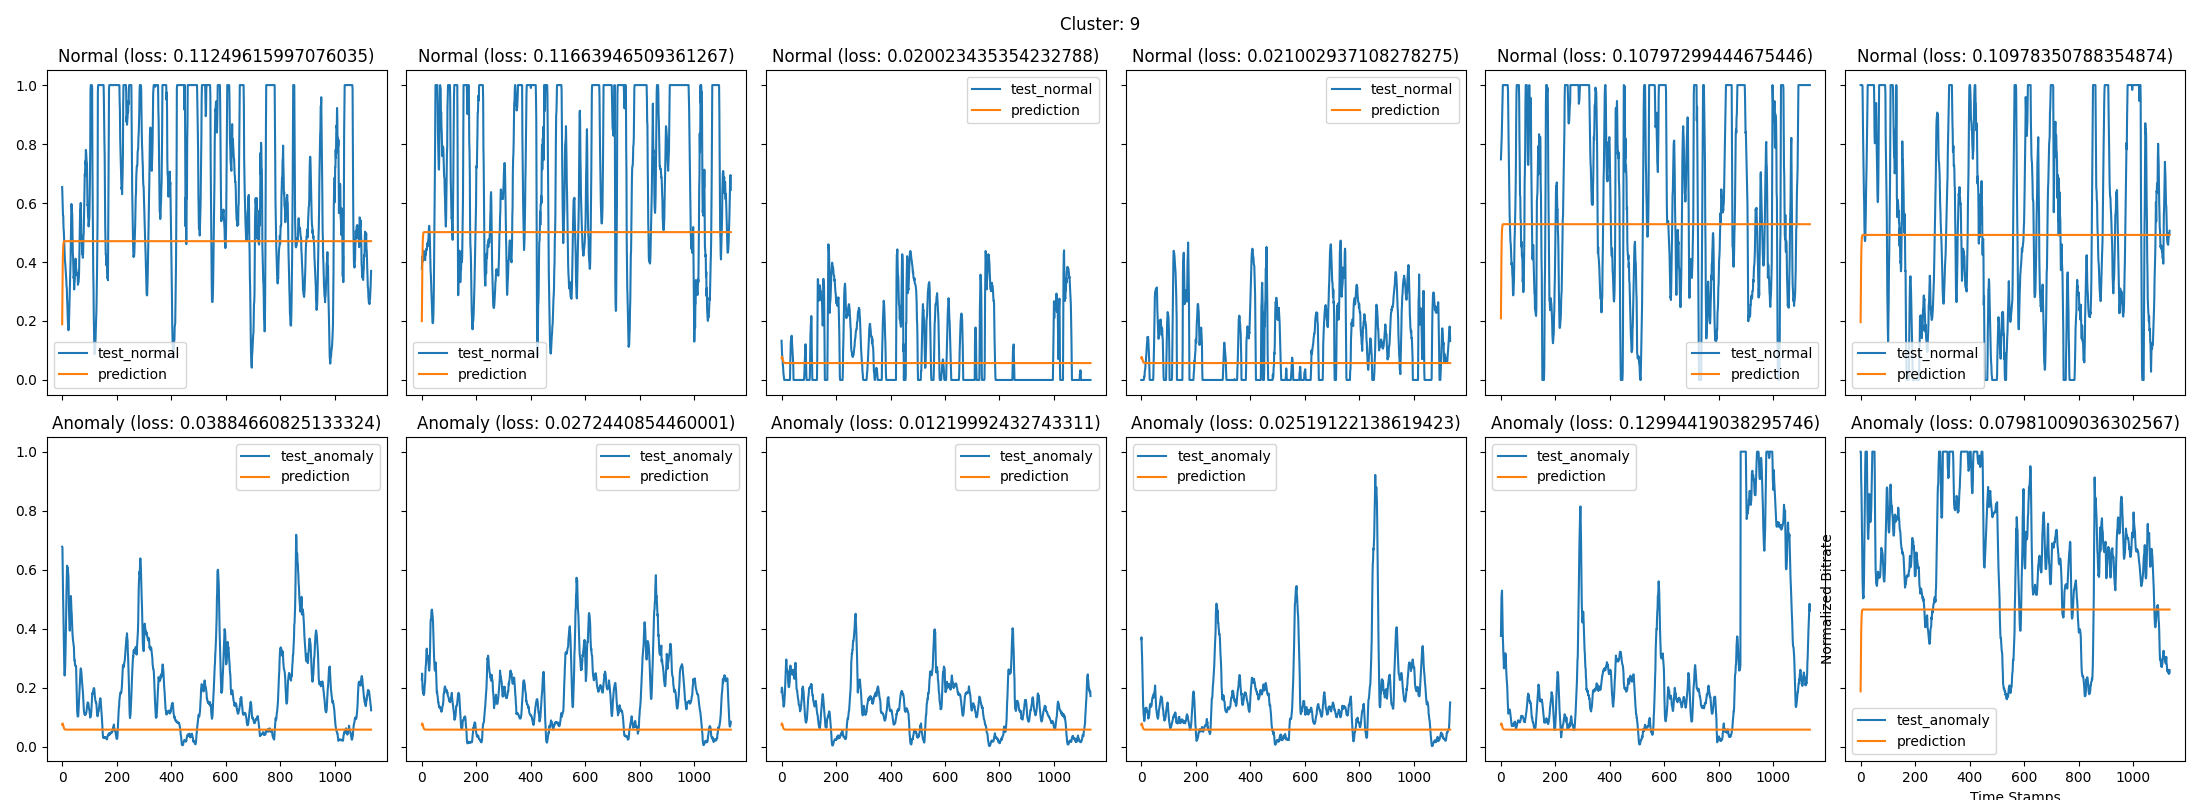 Cluster: 9
Normal (loss: 0.11249615997076035)
Normal (loss: 0.11663946509361267)
Normal (loss: 0.020023435354232788)
Normal (loss: 0.021002937108278275)
Normal (loss: 0.10797299444675446)
Normal (loss: 0.10978350788354874)
1.0
0.8
0.6
0.4
0.2
0.0
test_normal
prediction
test_normal
prediction
test_normal
prediction
test_normal
prediction
test_normal
prediction
test_normal
prediction
Anomaly (loss: 0.03884660825133324)
Anomaly (loss: 0.0272440854460001)
Anomaly (loss: 0.01219992432743311)
Anomaly (loss: 0.02519122138619423)
Anomaly (loss: 0.12994419038295746)
Anomaly (loss: 0.07981009036302567)
1.0
0.8
0.6
0.4
0.2
0.0
test_anomaly
prediction
test_anomaly
prediction
test_anomaly
prediction
test_anomaly
prediction
test_anomaly
prediction
test_anomaly
prediction
Normalized Bitrate
0 200 400 600 800 1000
0 200 400 600 800 1000
0 200 400 600 800 1000
0 200 400 600 800 1000
0 200 400 600 800 1000
0 200 400 600 800 1000
Time Stamps